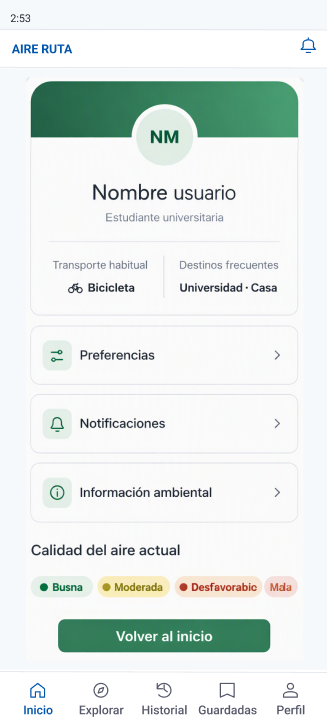 2:53
AIRE RUTA
NM
Nombre usuario
Estudiante universitaria
Transporte habitual
Destinos frecuentes
Bicicleta
Universidad · Casa
Preferencias
Notificaciones
Información ambiental
Calidad del aire actual
Busna
Moderada
Desfavorabic
Mala
Volver al inicio
Inicio
Explorar
Historial
Guardadas
Perfil